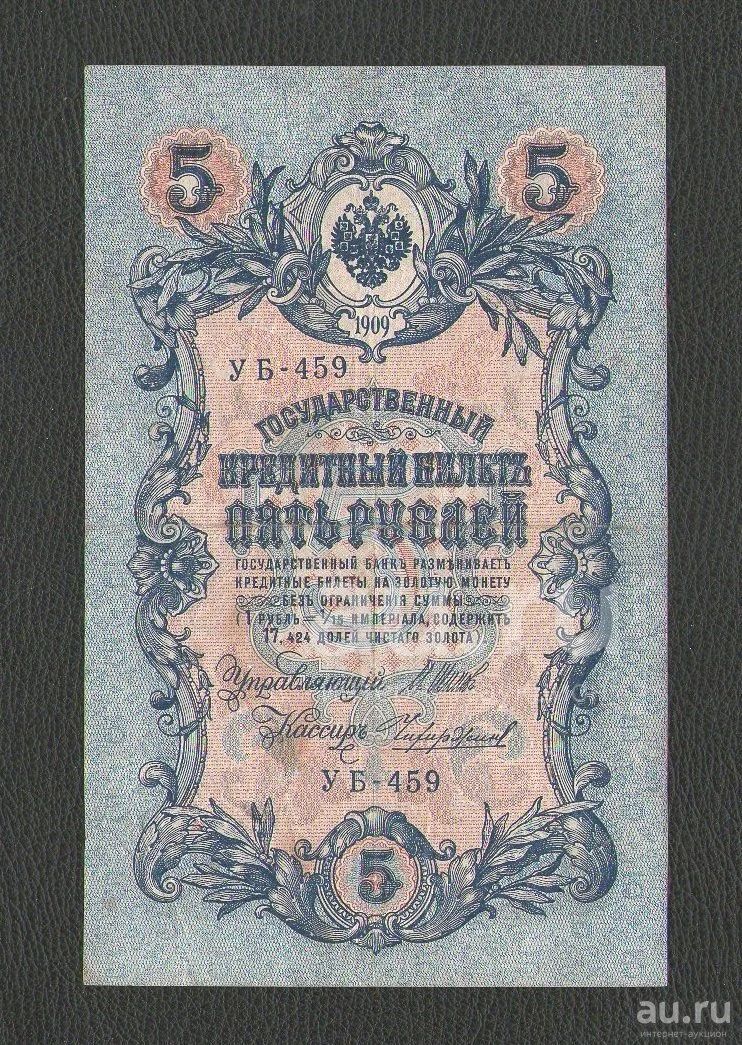 5 5
1909
УБ-459
ГОСУДАРСТВЕННЫЙ
КРЕДИТНЫЙ БИЛЕТЪ
ПЯТЬ РУБЛЕЙ
ГОСУДАРСТВЕННЫЙ БАНКЪ РАЗМѢНИВАЕТЪ
КРЕДИТНЫЕ БИЛЕТЫ НА ЗОЛОТУЮ МОНЕТУ
БЕЗЪ ОГРАНИЧЕНІЯ СУММЫ
(1 РУБЛЬ = 1/15 ИМПЕРІАЛА, СОДЕРЖИТЪ
17,424 ДОЛЕЙ ЧИСТАГО ЗОЛОТА)
Управляющій
Кассиръ
УБ-459
5
au.ru
интернет-аукцион